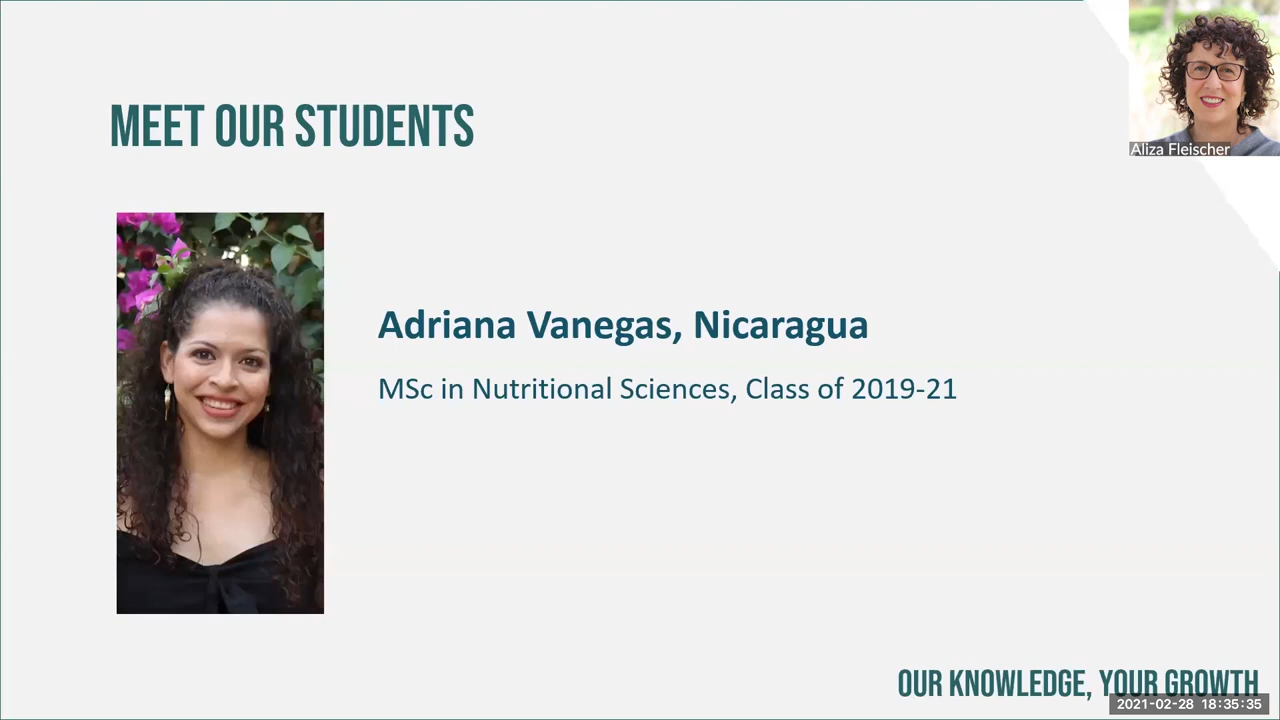 Aliza Fleischer
MEET OUR STUDENTS
Adriana Vanegas, Nicaragua
MSc in Nutritional Sciences, Class of 2019-21
OUR KNOWLEDGE, YOUR GROWTH
2021-02-28 18:35:35